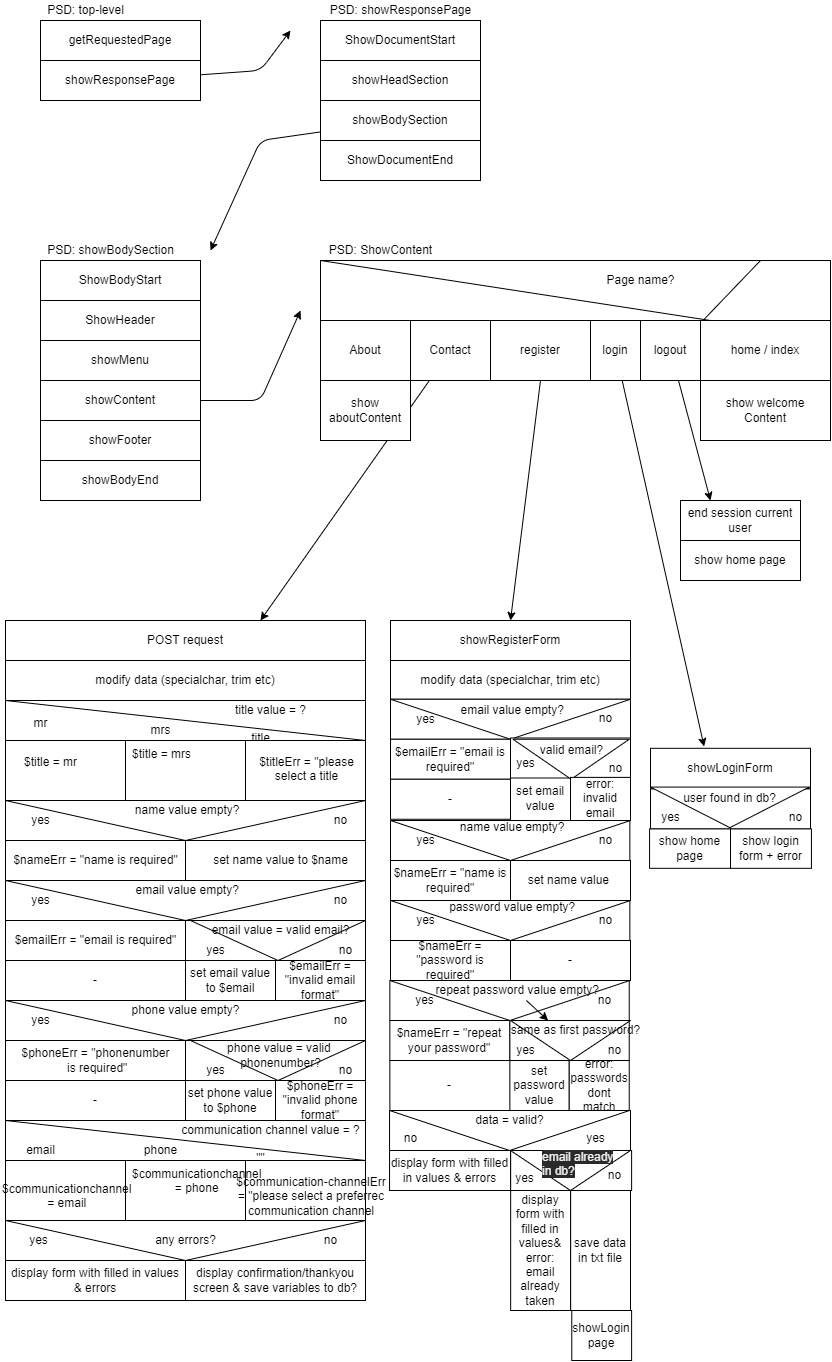 PSD: top-level
getRequestedPage
showResponsePage
PSD: showResponsePage
ShowDocumentStart
showHeadSection
showBodySection
ShowDocumentEnd
PSD: showBodySection
ShowBodyStart
ShowHeader
showMenu
showContent
showFooter
showBodyEnd
PSD: ShowContent
Page name?
About
Contact
register
login
logout
home / index
show
aboutContent
show welcome
Content
end session current
user
show home page
POST request
modify data (specialchar, trim etc)
title value = ?
mr
mrs
title
$title = mr
$title = mrs
$titleErr = "please
select a title
name value empty?
yes
no
$nameErr = "name is required"
set name value to $name
email value empty?
yes
no
$emailErr = "email is required"
email value = valid email?
yes
no
-
set email value
to $email
$emailErr =
"invalid email
format"
phone value empty?
yes
no
$phoneErr = "phonenumber
is required"
phone value = valid
phonenumber?
yes
no
-
set phone value
to $phone
$phoneErr =
"invalid phone
format"
communication channel value = ?
email
phone
""
$communicationchannel
= email
$communicationchannel
= phone
$communication-channelErr
= "please select a preferrec
communication channel
any errors?
yes
no
display form with filled in values
& errors
display confirmation/thankyou
screen & save variables to db?
showRegisterForm
modify data (specialchar, trim etc)
email value empty?
yes
no
$emailErr = "email is
required"
valid email?
yes
no
-
set email
value
error:
invalid
email
name value empty?
yes
no
$nameErr = "name is
required"
set name value
password value empty?
yes
no
$nameErr =
"password is
required"
-
repeat password value empty?
yes
no
$nameErr = "repeat
your password"
same as first password?
yes
no
-
set
password
value
error:
passwords
dont
match
data = valid?
no
yes
display form with filled
in values & errors
email already
in db?
yes
no
display
form with
filled in
values&
error:
email
already
taken
save data
in txt file
showLogin
page
showLoginForm
user found in db?
yes
no
show home
page
show login
form + error